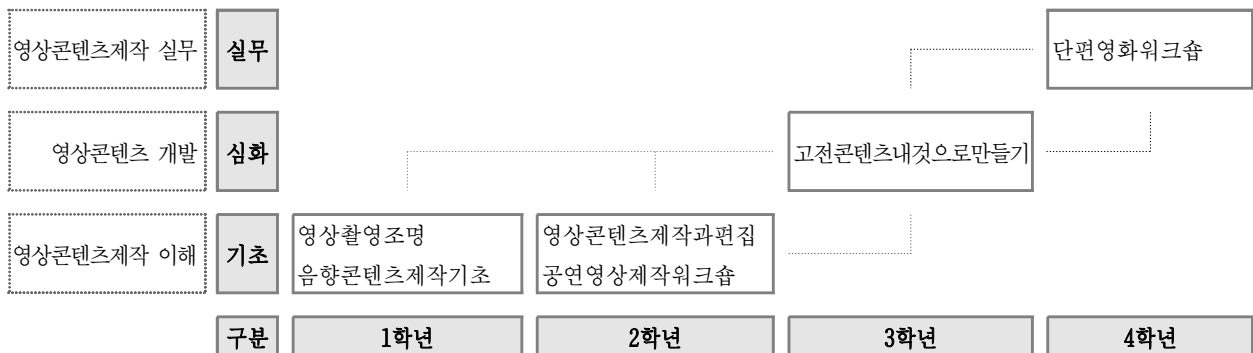 영상콘텐츠제작 실무 실무 단편영화워크숍
영상콘텐츠 개발 심화 고전콘텐츠내것으로만들기
영상콘텐츠제작 이해 기초
영상촬영조명
음향콘텐츠제작기초
영상콘텐츠제작과편집
공연영상제작워크숍
구분 1학년 2학년 3학년 4학년